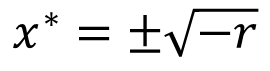 x* = ±√−r